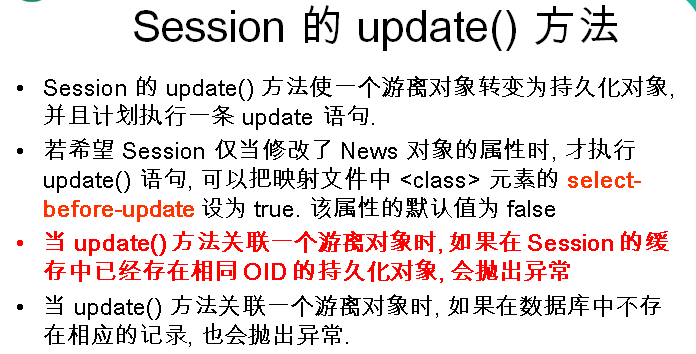 Session 的 update() 方法
• Session 的 update() 方法使一个游离对象转变为持久化对象,
并且计划执行一条 update 语句.
• 若希望 Session 仅当修改了 News 对象的属性时, 才执行
update() 语句, 可以把映射文件中 <class> 元素的 select-
before-update 设为 true. 该属性的默认值为 false
• 当 update() 方法关联一个游离对象时, 如果在 Session 的缓
存中已经存在相同 OID 的持久化对象, 会抛出异常
• 当 update() 方法关联一个游离对象时, 如果在数据库中不存
在相应的记录, 也会抛出异常.